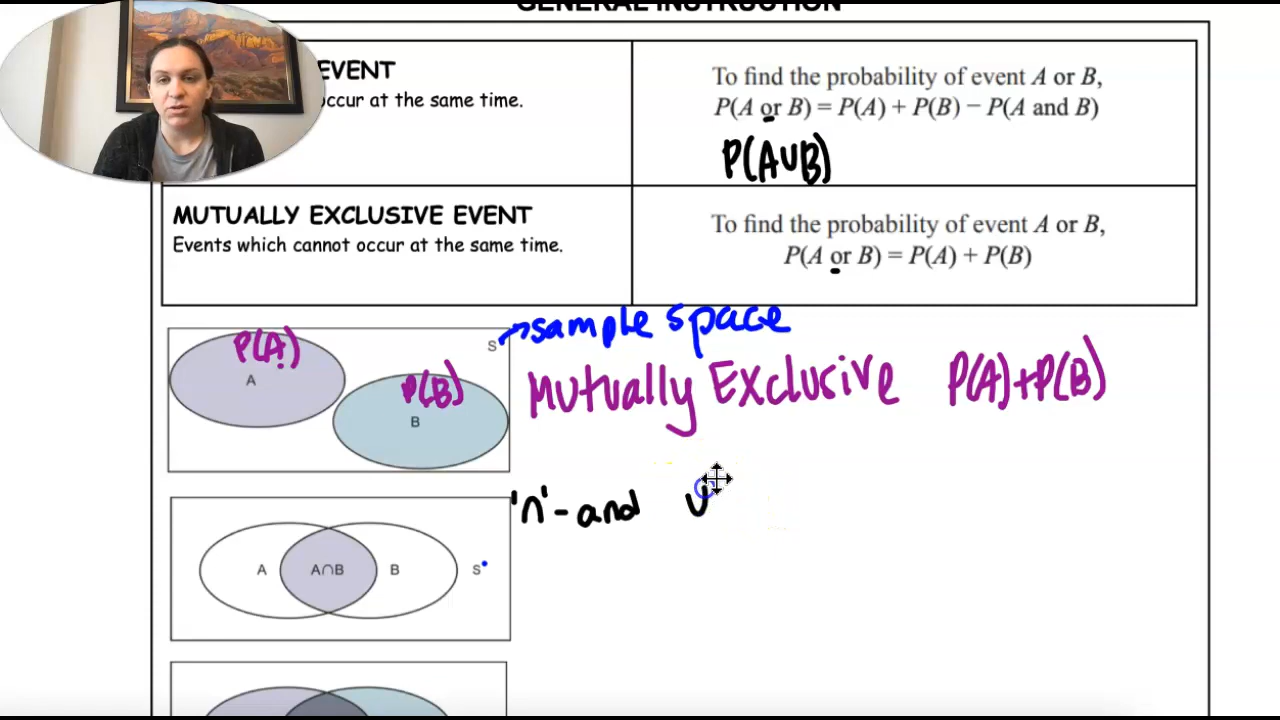 GENERAL INSTRUCTION
EVENT
occur at the same time.
To find the probability of event A or B,
P(A or B) = P(A) + P(B) − P(A and B)
P(A∪B)
MUTUALLY EXCLUSIVE EVENT
Events which cannot occur at the same time.
To find the probability of event A or B,
P(A or B) = P(A) + P(B)
P(A)
A
P(B)
B
S
sample space
Mutually Exclusive P(A)+P(B)
A
A∩B
B
S
'∩'-and ∪